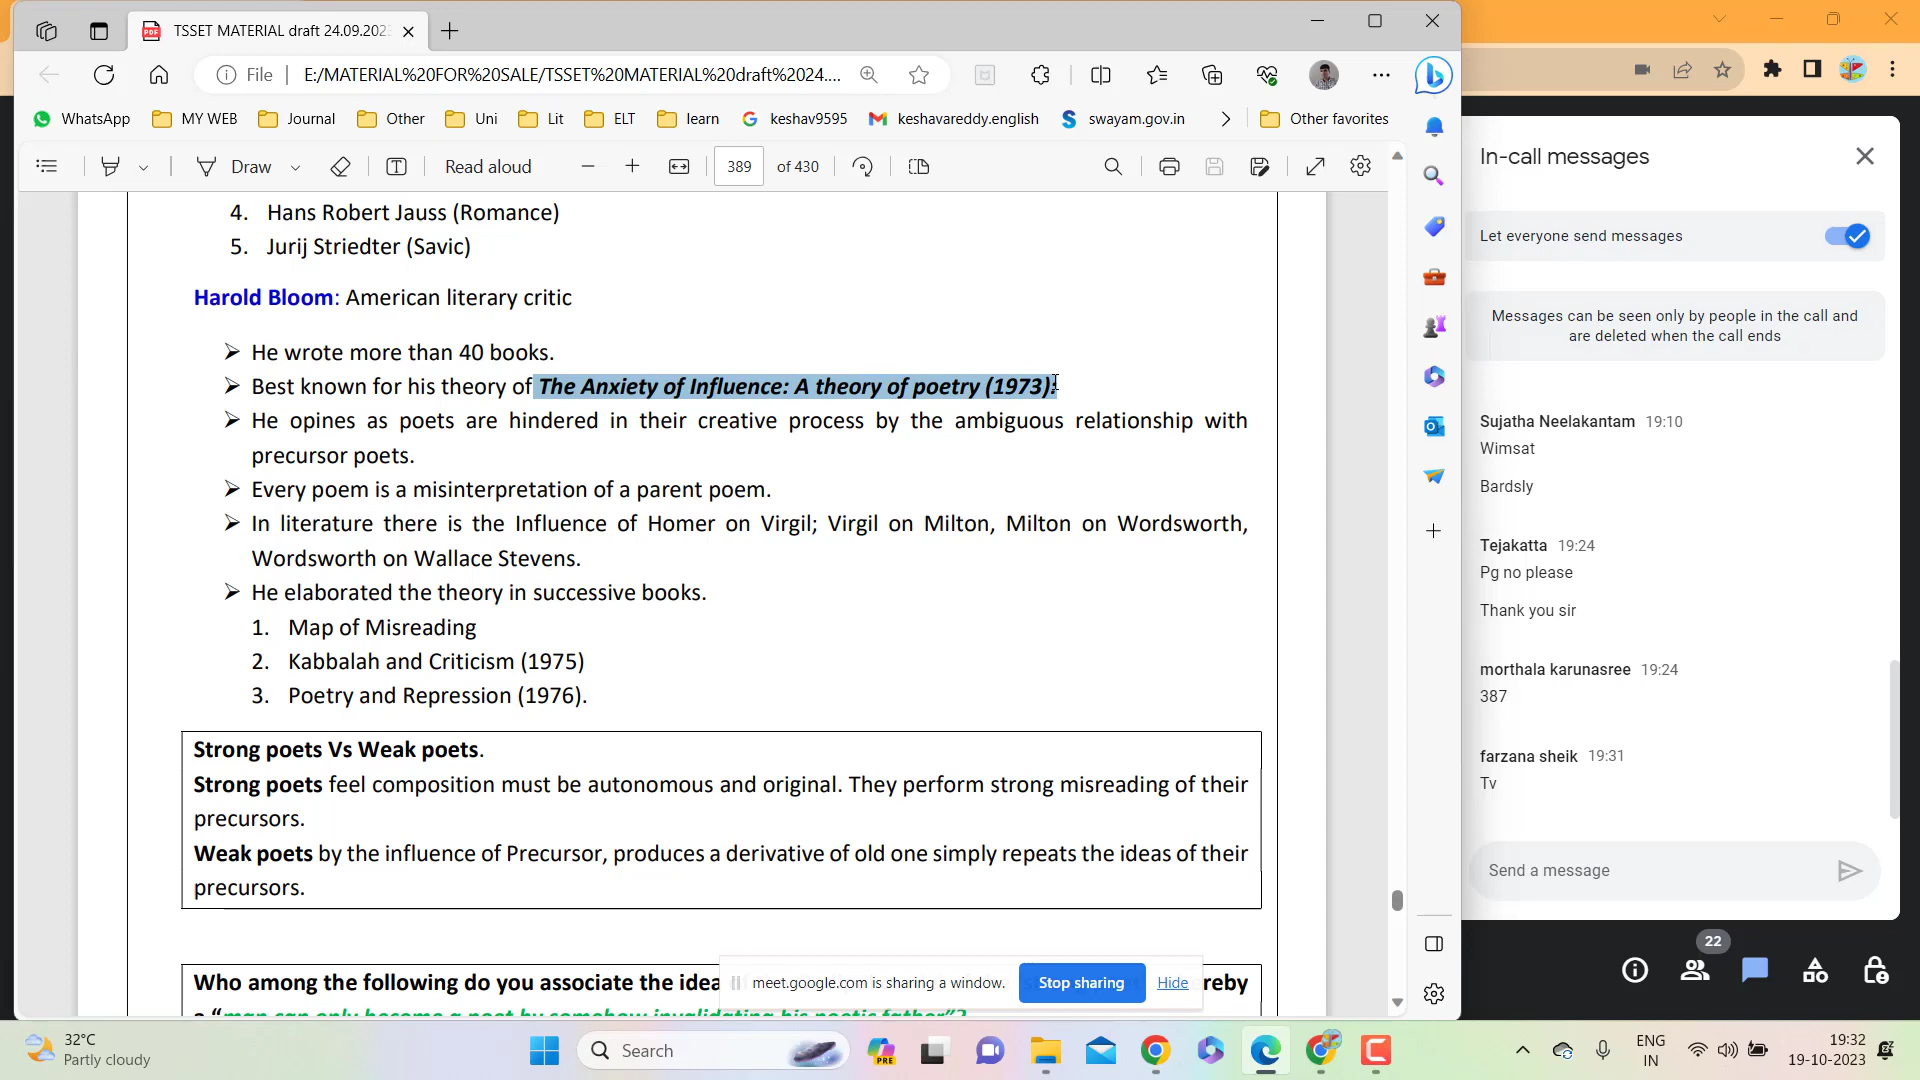 TSSET MATERIAL draft 24.09.202
File
E:/MATERIAL%20FOR%20SALE/TSSET%20MATERIAL%20draft%2024....
WhatsApp
MY WEB
Journal
Other
Uni
Lit
ELT
learn
keshav9595
keshavareddy.english
swayam.gov.in
Other favorites
Draw
Read aloud
389
of 430
4. Hans Robert Jauss (Romance)
5. Jurij Striedter (Savic)
Harold Bloom: American literary critic
He wrote more than 40 books.
Best known for his theory of The Anxiety of Influence: A theory of poetry (1973):
He opines as poets are hindered in their creative process by the ambiguous relationship with
precursor poets.
Every poem is a misinterpretation of a parent poem.
In literature there is the Influence of Homer on Virgil; Virgil on Milton, Milton on Wordsworth,
Wordsworth on Wallace Stevens.
He elaborated the theory in successive books.
1. Map of Misreading
2. Kabbalah and Criticism (1975)
3. Poetry and Repression (1976).
Strong poets Vs Weak poets.
Strong poets feel composition must be autonomous and original. They perform strong misreading of their
precursors.
Weak poets by the influence of Precursor, produces a derivative of old one simply repeats the ideas of their
precursors.
Who among the following do you associate the idea
a "man can only become a poet by somehow invalidating his poetic father"?
meet.google.com is sharing a window.
Stop sharing
Hide
In-call messages
Let everyone send messages
Messages can be seen only by people in the call and
are deleted when the call ends
Sujatha Neelakantam 19:10
Wimsat
Bardsly
Tejakatta 19:24
Pg no please
Thank you sir
morthala karunasree 19:24
387
farzana sheik 19:31
Tv
Send a message
22
32°C
Partly cloudy
Search
PRE
ENG
IN
19:32
19-10-2023